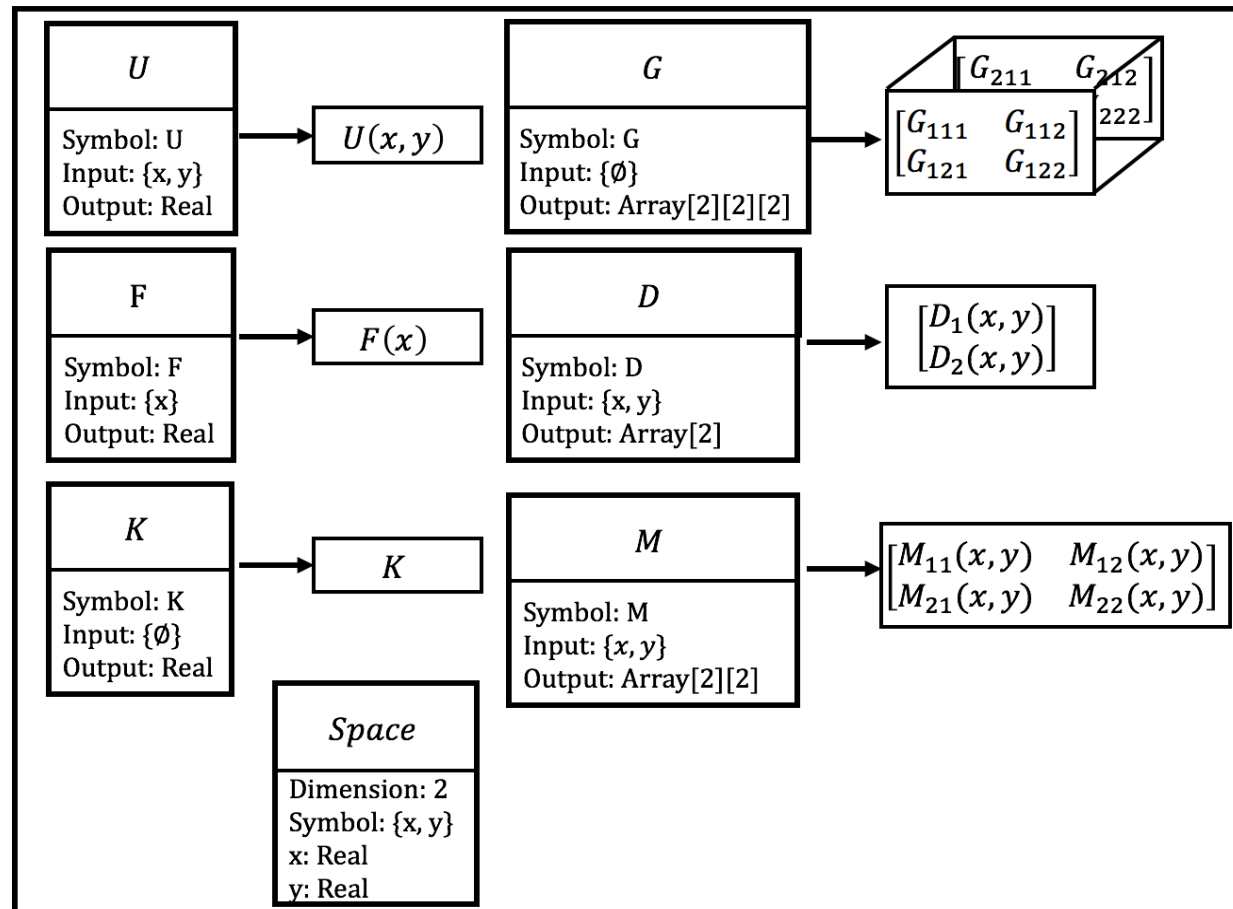 U
Symbol: U
Input: {x, y}
Output: Real
U(x, y)
G
Symbol: G
Input: {∅}
Output: Array[2][2][2]
[G₂₁₁ G₂₁₂
₂₂₂]
[G₁₁₁ G₁₁₂
G₁₂₁ G₁₂₂]
F
Symbol: F
Input: {x}
Output: Real
F(x)
D
Symbol: D
Input: {x, y}
Output: Array[2]
[D₁(x, y)
D₂(x, y)]
K
Symbol: K
Input: {∅}
Output: Real
K
M
Symbol: M
Input: {x, y}
Output: Array[2][2]
[M₁₁(x, y) M₁₂(x, y)
M₂₁(x, y) M₂₂(x, y)]
Space
Dimension: 2
Symbol: {x, y}
x: Real
y: Real